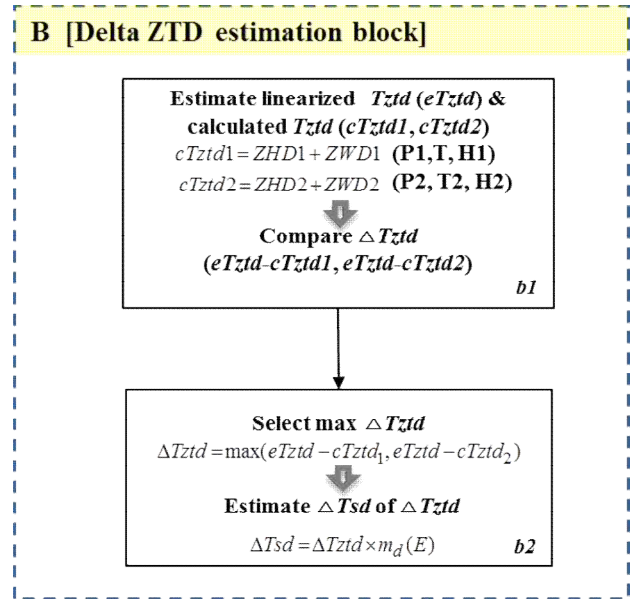 B [Delta ZTD estimation block]
Estimate linearized Tztd (eTztd) &
calculated Tztd (cTztd1, cTztd2)
cTztd1=ZHD1+ZWD1 (P1,T, H1)
cTztd2=ZHD2+ZWD2 (P2, T2, H2)
Compare △Tztd
(eTztd-cTztd1, eTztd-cTztd2)
b1
Select max △Tztd
ΔTztd=max(eTztd−cTztd₁,eTztd−cTztd₂)
Estimate △Tsd of △Tztd
ΔTsd=ΔTztd×m_d(E)
b2